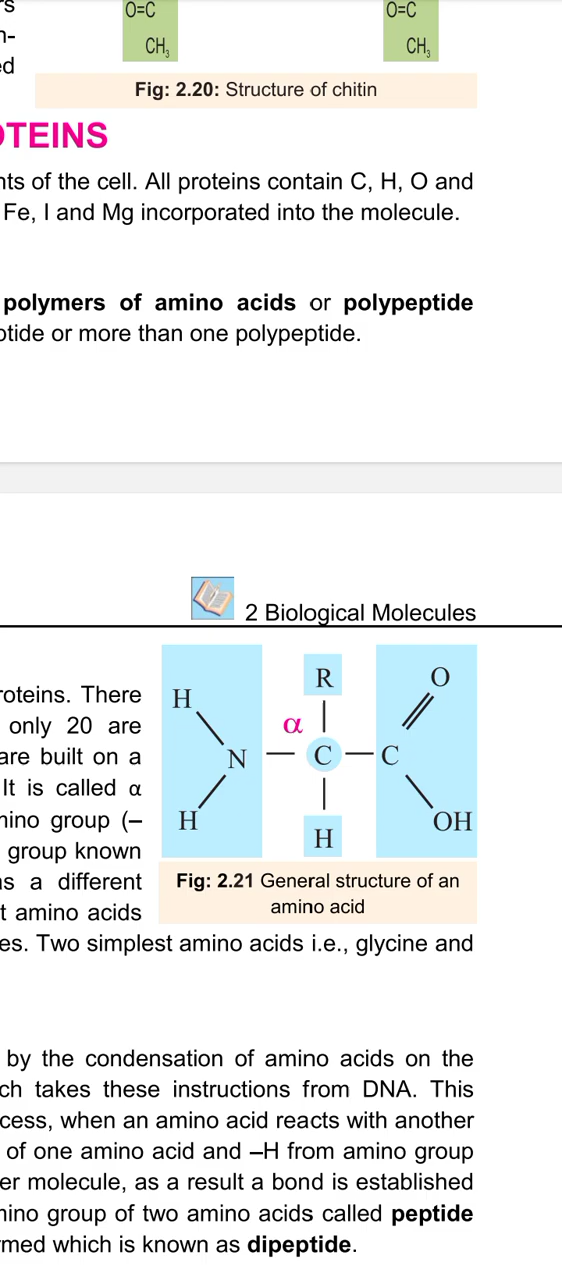 O=C O=C
CH3 CH3
ed
Fig: 2.20: Structure of chitin
OTEINS
nts of the cell. All proteins contain C, H, O and
Fe, I and Mg incorporated into the molecule.
polymers of amino acids or polypeptide
ptide or more than one polypeptide.
2 Biological Molecules
roteins. There
only 20 are
are built on a
It is called α
mino group (–
group known
as a different
t amino acids
es. Two simplest amino acids i.e., glycine and
R
H O
α
N C C
H OH
H
Fig: 2.21 General structure of an
amino acid
by the condensation of amino acids on the
ch takes these instructions from DNA. This
cess, when an amino acid reacts with another
of one amino acid and –H from amino group
er molecule, as a result a bond is established
mino group of two amino acids called peptide
rmed which is known as dipeptide.